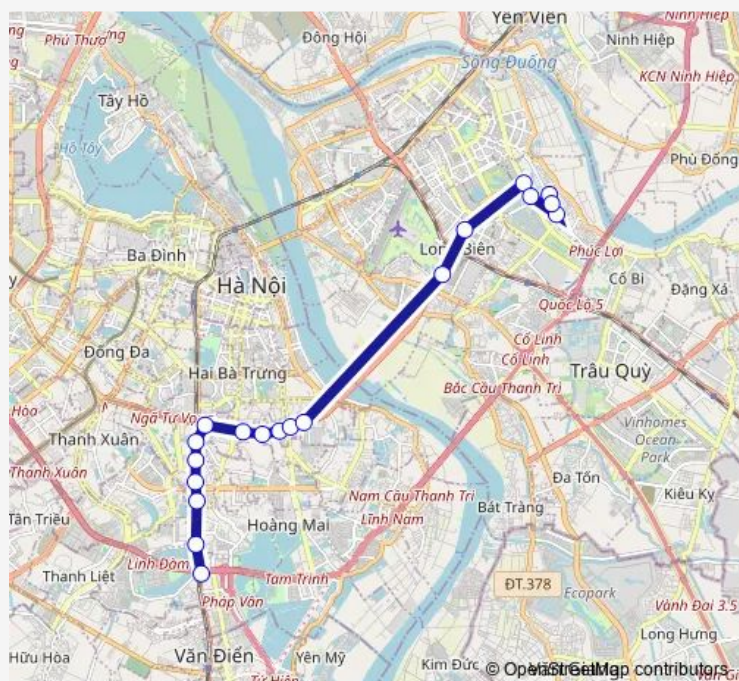 Yên Viên
Ninh Hiệp
Đông Hội
Ninh Hiệp
Sông Đuống
KCN Ninh Hiệp
Tây Hồ
Hồ Tây
Phù Đổng
Ba Đình
Long Biên
Phúc Lợi
Hà Nội
Cổ Bi
Đặng Xá
Quốc Lộ 5
Cổ Linh
Cổ Linh
Đống Đa
Hai Bà Trưng
Trâu Quỳ
Bắc Cầu Thanh Trì
Ngã Tư Vọ
Hòa
Thanh Xuân
Vinhomes
Ocean
Park
Thanh Xuân
Đa Tốn
Kiêu Kỵ
Nam Cầu Thanh Trì
Bát Tràng
Tân Triều
Hoàng Mai
Lĩnh Nam
Linh Đàm
Thanh Liệt
Tam Trinh
ĐT.378
Ecopark
Pháp Vân
Vành Đai 3.5
Long Hưng
Hữu Hòa
Văn Điển
Yên Mỹ
Kim Đức
© OpenStreetMap contributors